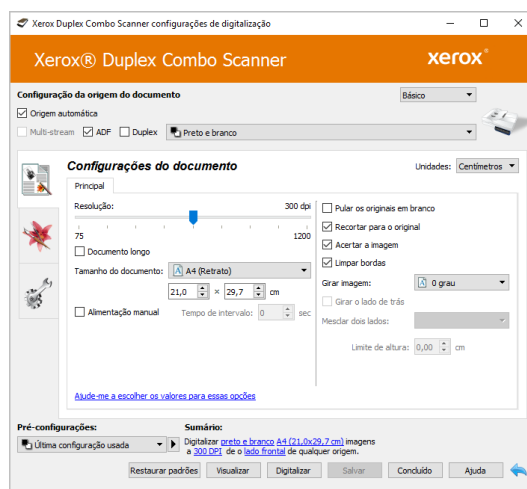 Xerox Duplex Combo Scanner configurações de digitalização
Xerox® Duplex Combo Scanner
xerox®
Configuração da origem do documento
Básico
Origem automática
Multi-stream ADF Duplex Preto e branco
Configurações do documento
Unidades: Centímetros
Principal
Resolução: 300 dpi
75 1200
Documento longo
Tamanho do documento: A4 (Retrato)
21,0 × 29,7 cm
Alimentação manual Tempo de intervalo: 0 sec
Pular os originais em branco
Recortar para o original
Acertar a imagem
Limpar bordas
Girar imagem: 0 grau
Girar o lado de trás
Mesclar dois lados:
Limite de altura: 0,00 cm
Ajude-me a escolher os valores para essas opções
Pré-configurações:
Última configuração usada
Sumário:
Digitalizar preto e branco A4 (21,0x29,7 cm) imagens
a 300 DPI de o lado frontal de qualquer origem.
Restaurar padrões Visualizar Digitalizar Salvar Concluído Ajuda